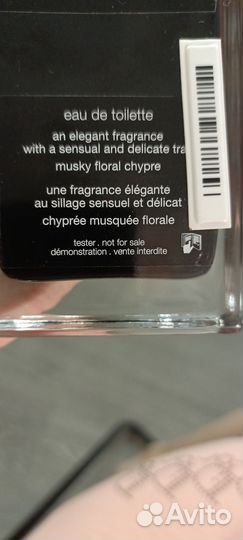 eau de toilette
an elegant fragrance
with a sensual and delicate tra
musky floral chypre
une fragrance élégante
au sillage sensuel et délicat
chyprée musquée florale
tester . not for sale
démonstration . vente interdite
Avito